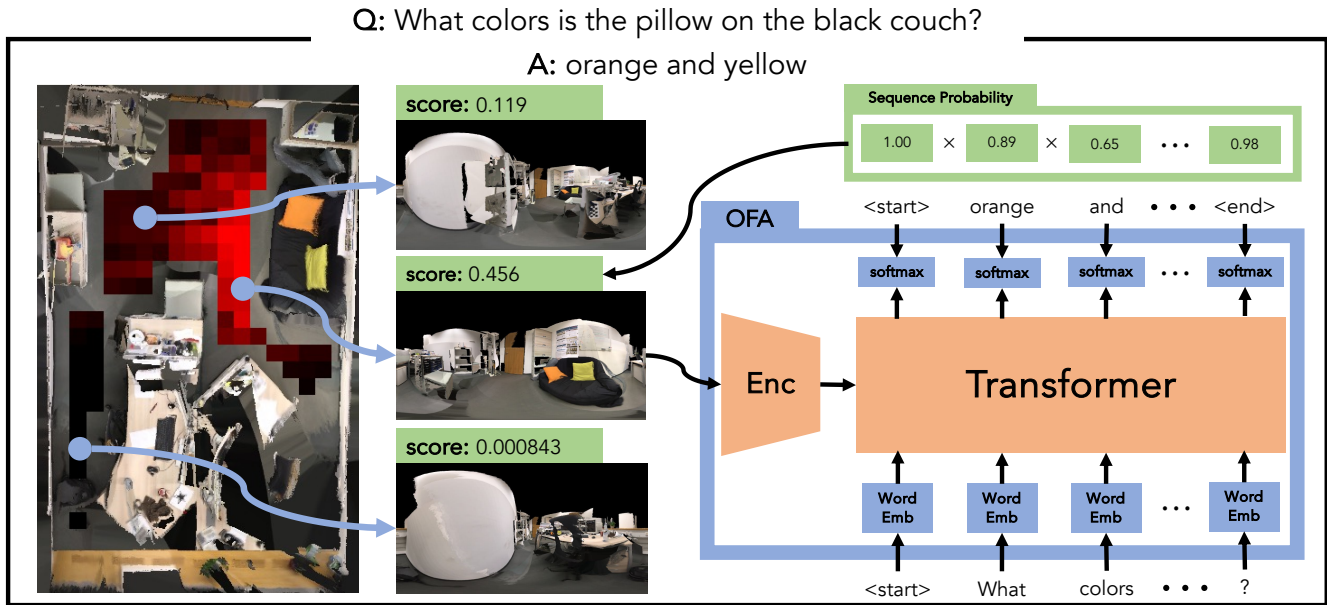 Q: What colors is the pillow on the black couch?
A: orange and yellow
score: 0.119
score: 0.456
score: 0.000843
Sequence Probability
1.00 × 0.89 × 0.65 ••• 0.98
<start> orange and ••• <end>
OFA
softmax softmax softmax ••• softmax
Enc
Transformer
Word Emb Word Emb Word Emb ••• Word Emb
<start> What colors ••• ?